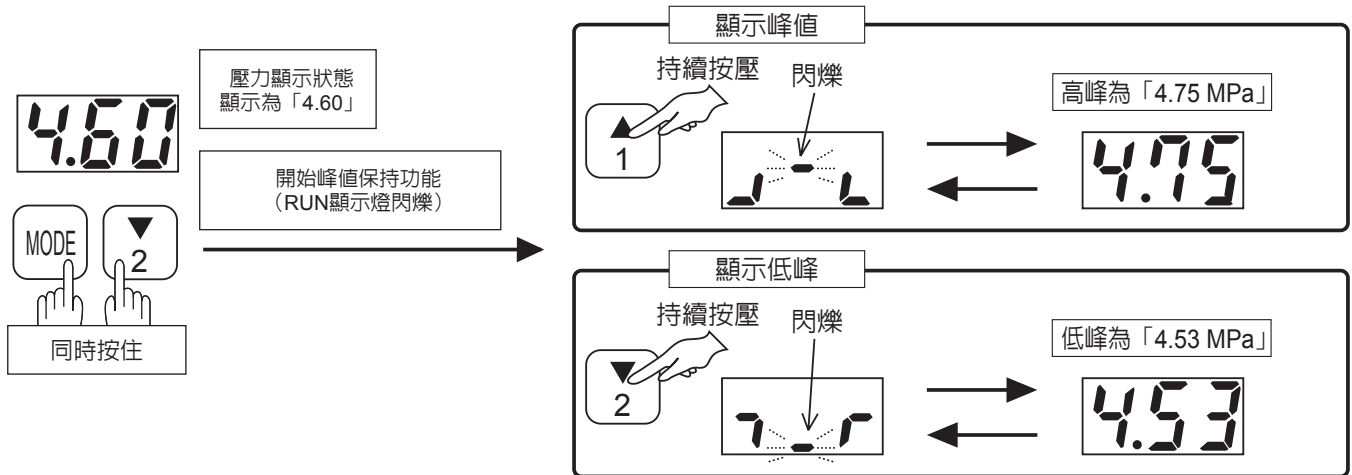 4.60
壓力顯示狀態
顯示為「4.60」
開始峰值保持功能
（RUN顯示燈閃爍）
MODE
▼
2
同時按住
顯示峰值
持續按壓
閃爍
▲
1
高峰為「4.75 MPa」
4.75
顯示低峰
持續按壓
閃爍
▼
2
低峰為「4.53 MPa」
4.53